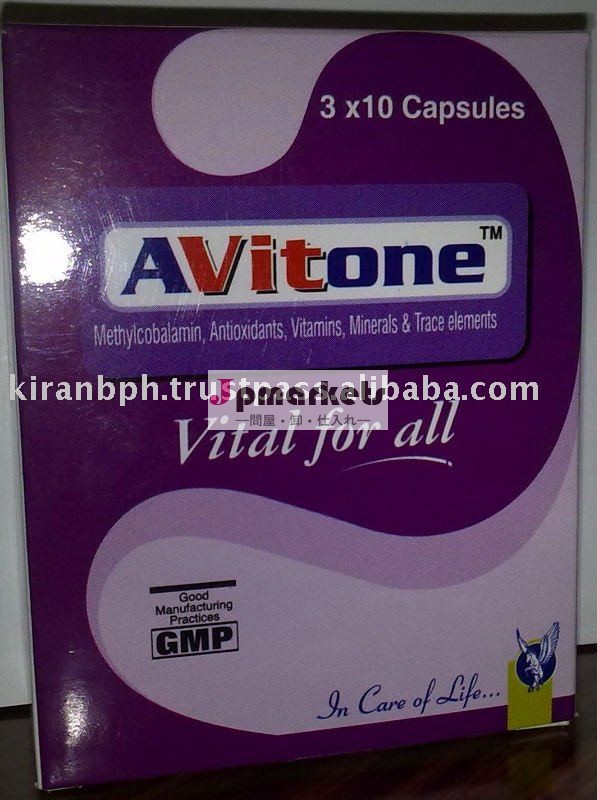 3 x10 Capsules
AVitone™
Methylcobalamin, Antioxidants, Vitamins, Minerals & Trace elements
kiranbph.trustpass.alibaba.com
Jpmarkets
問屋・卸・仕入れ
Vital for all
Good
Manufacturing
Practices
GMP
In Care of Life...